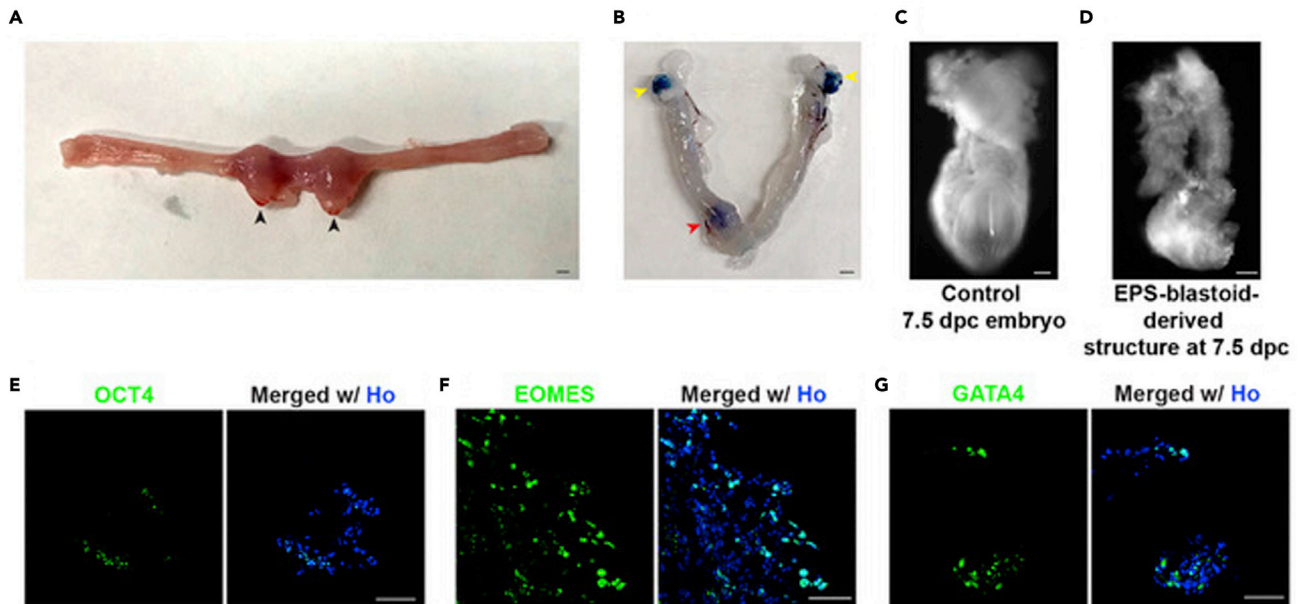 A
B
C
D
Control
7.5 dpc embryo
EPS-blastoid-
derived
structure at 7.5 dpc
E
OCT4
Merged w/ Ho
F
EOMES
Merged w/ Ho
G
GATA4
Merged w/ Ho